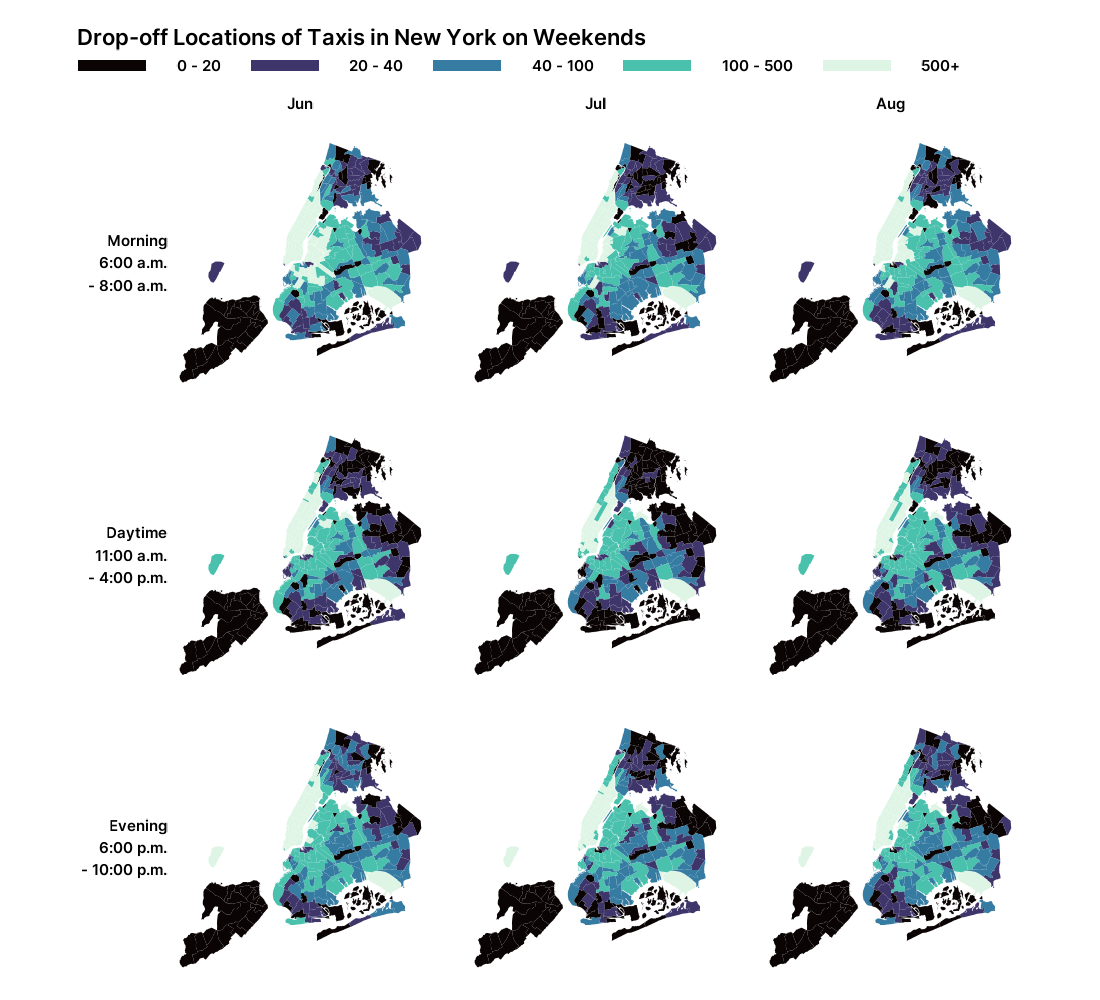 Drop-off Locations of Taxis in New York on Weekends
0 - 20 20 - 40 40 - 100 100 - 500 500+
Jun Jul Aug
Morning
6:00 a.m.
- 8:00 a.m.
Daytime
11:00 a.m.
- 4:00 p.m.
Evening
6:00 p.m.
- 10:00 p.m.